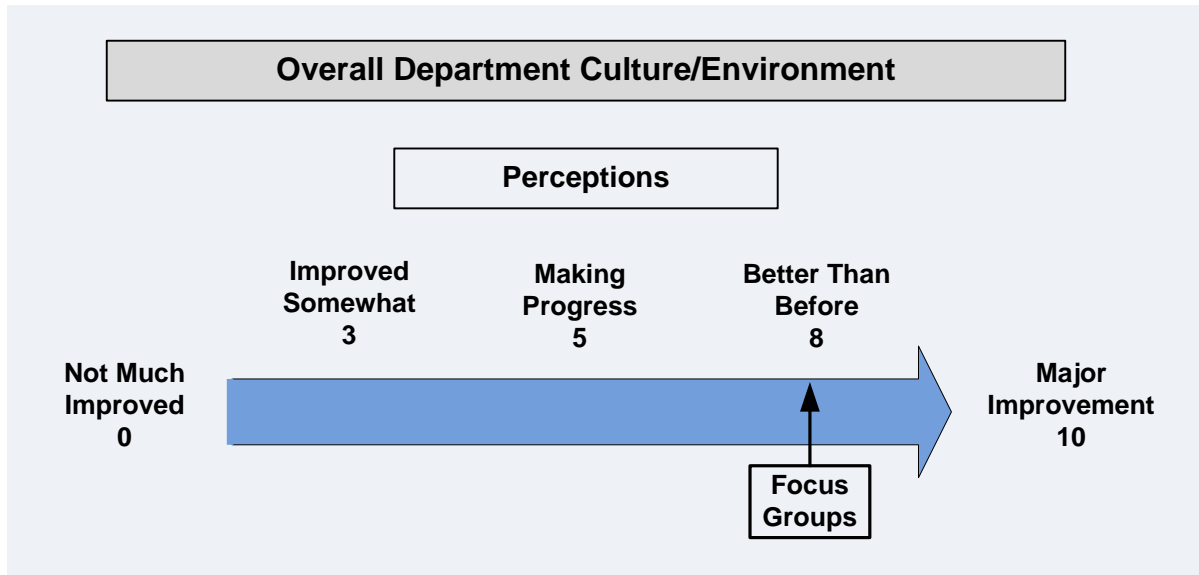 Overall Department Culture/Environment
Perceptions
Improved
Somewhat
3
Making
Progress
5
Better Than
Before
8
Not Much
Improved
0
Major
Improvement
10
Focus
Groups